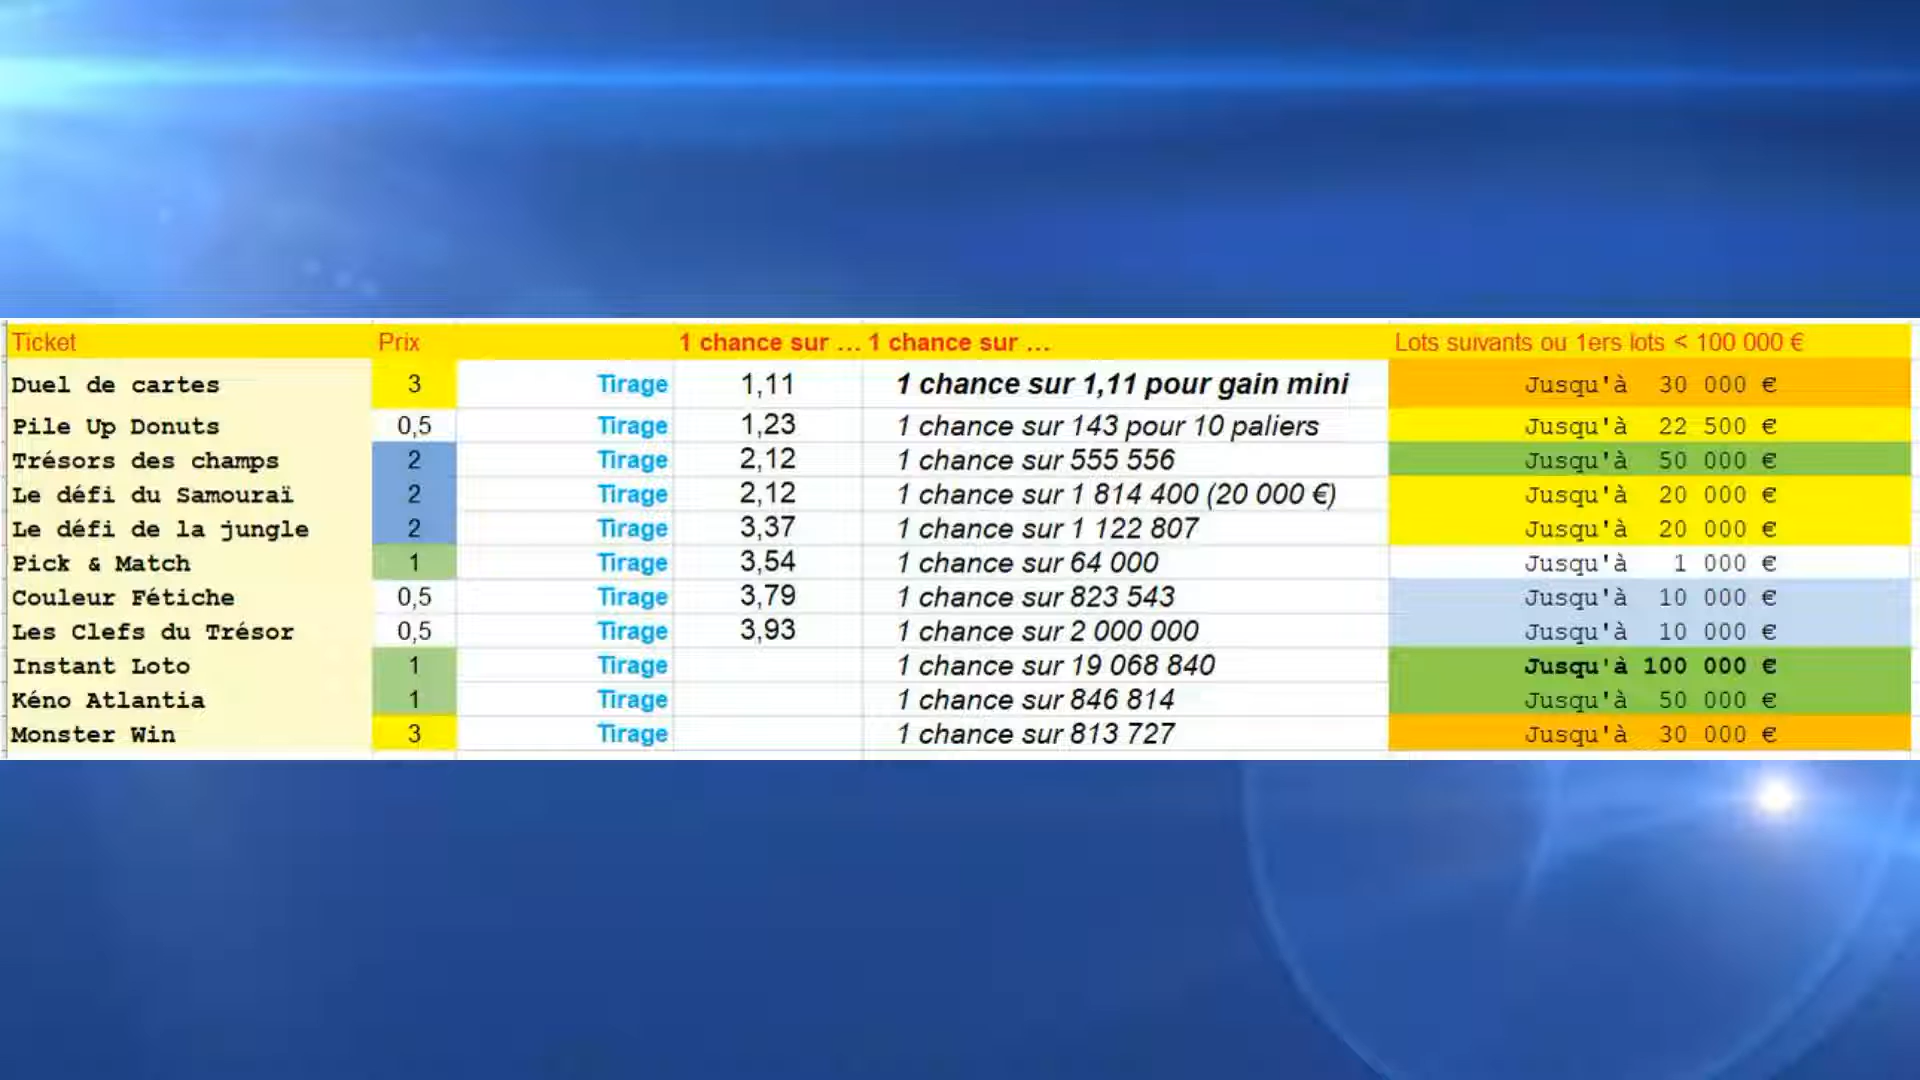 Ticket Prix 1 chance sur ... 1 chance sur ... Lots suivants ou 1ers lots < 100 000 €
Duel de cartes 3 Tirage 1,11 1 chance sur 1,11 pour gain mini Jusqu'à 30 000 €
Pile Up Donuts 0,5 Tirage 1,23 1 chance sur 143 pour 10 paliers Jusqu'à 22 500 €
Trésors des champs 2 Tirage 2,12 1 chance sur 555 556 Jusqu'à 50 000 €
Le défi du Samouraï 2 Tirage 2,12 1 chance sur 1 814 400 (20 000 €) Jusqu'à 20 000 €
Le défi de la jungle 2 Tirage 3,37 1 chance sur 1 122 807 Jusqu'à 20 000 €
Pick & Match 1 Tirage 3,54 1 chance sur 64 000 Jusqu'à 1 000 €
Couleur Fétiche 0,5 Tirage 3,79 1 chance sur 823 543 Jusqu'à 10 000 €
Les Clefs du Trésor 0,5 Tirage 3,93 1 chance sur 2 000 000 Jusqu'à 10 000 €
Instant Loto 1 Tirage 1 chance sur 19 068 840 Jusqu'à 100 000 €
Kéno Atlantia 1 Tirage 1 chance sur 846 814 Jusqu'à 50 000 €
Monster Win 3 Tirage 1 chance sur 813 727 Jusqu'à 30 000 €